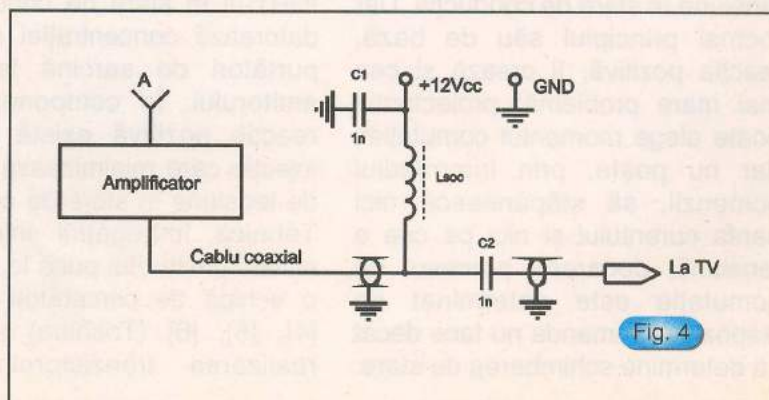 A
C1
+12Vcc
GND
1n
Amplificator
Lsoc
Cablu coaxial
C2
1n
La TV
Fig. 4